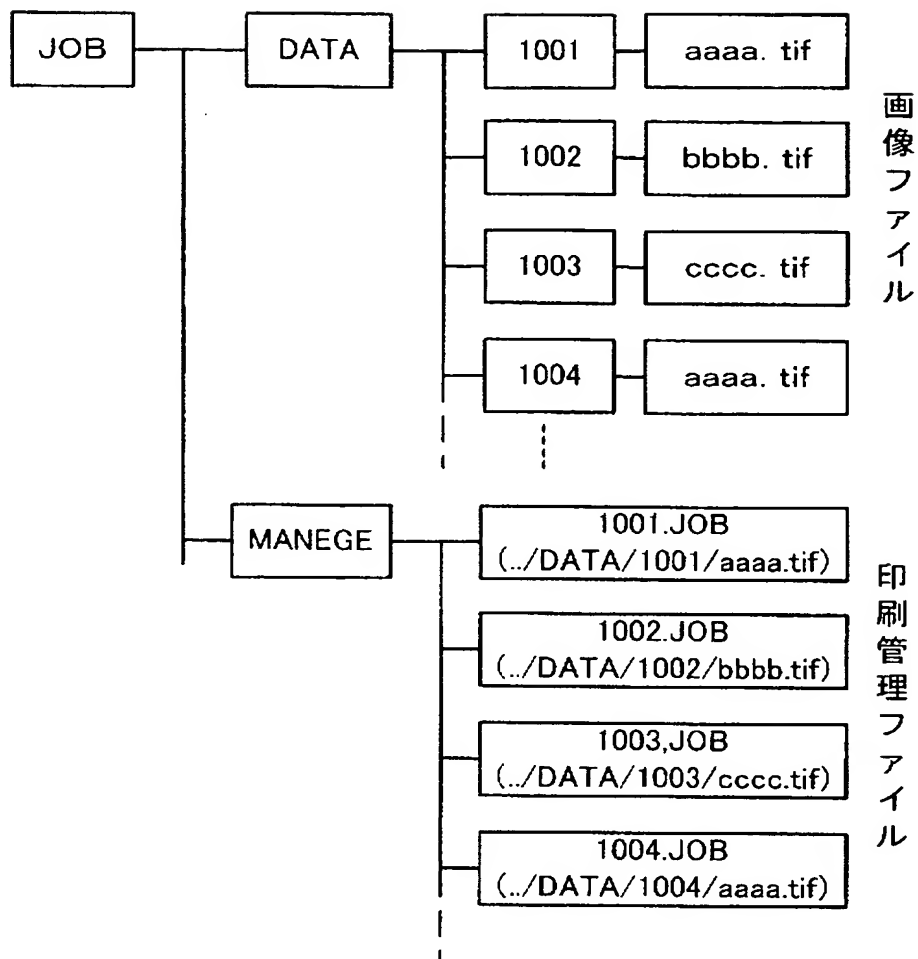 JOB
DATA
1001
aaaa. tif
1002
bbbb. tif
1003
cccc. tif
1004
aaaa. tif
画像ファイル
MANEGE
1001.JOB
(../DATA/1001/aaaa.tif)
1002.JOB
(../DATA/1002/bbbb.tif)
1003,JOB
(../DATA/1003/cccc.tif)
1004.JOB
(../DATA/1004/aaaa.tif)
印刷管理ファイル